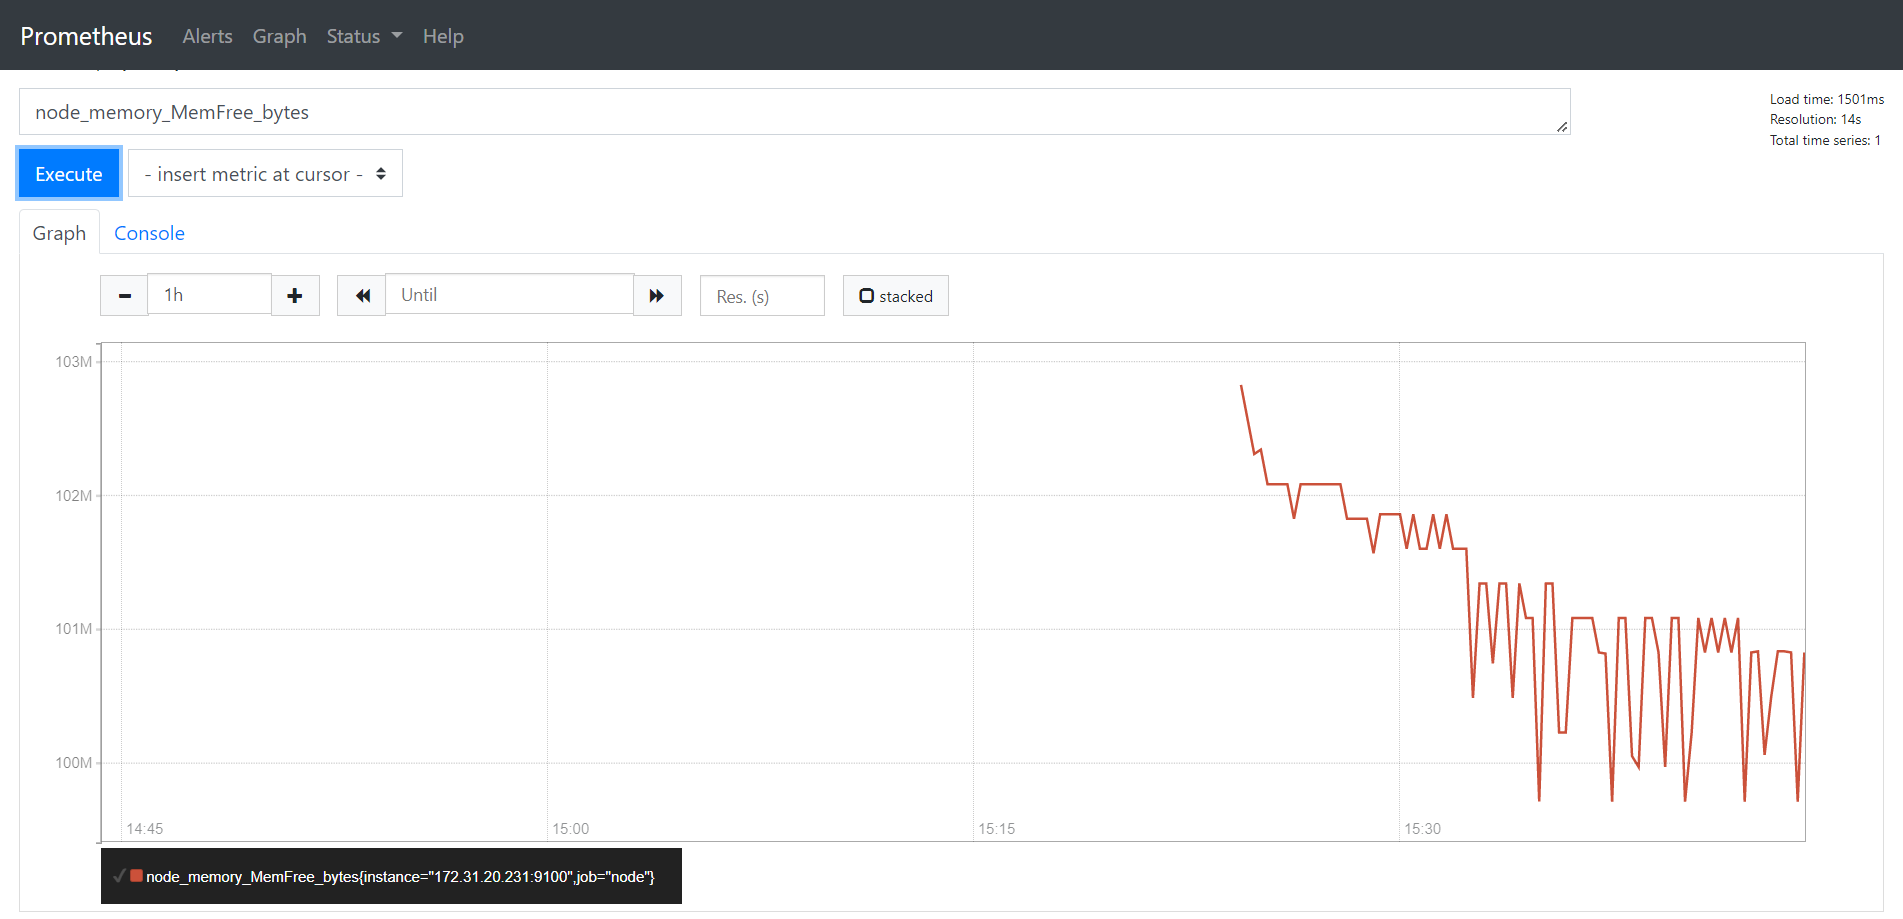 Prometheus Alerts Graph Status Help
node_memory_MemFree_bytes
Load time: 1501ms
Resolution: 14s
Total time series: 1
Execute - insert metric at cursor -
Graph Console
1h Until Res. (s) stacked
103M
102M
101M
100M
14:45 15:00 15:15 15:30
node_memory_MemFree_bytes{instance="172.31.20.231:9100",job="node"}